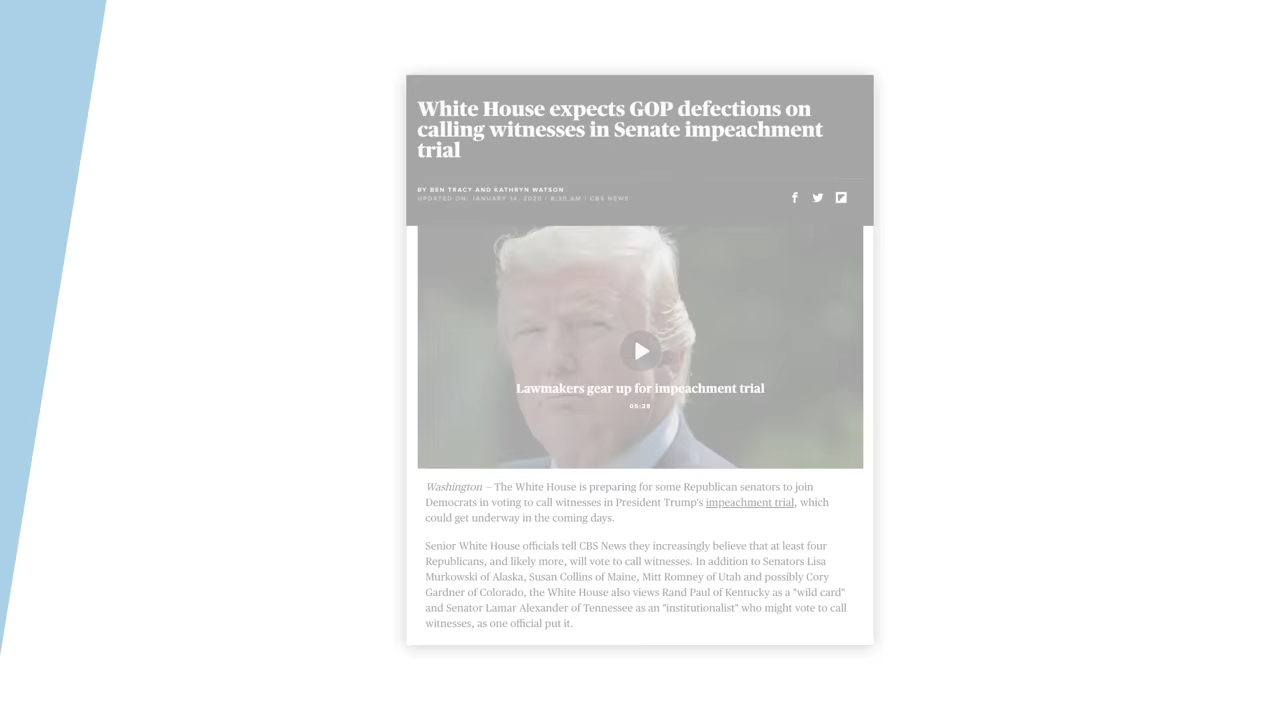 White House expects GOP defections on
calling witnesses in Senate impeachment
trial
BY BEN TRACY AND KATHRYN WATSON
UPDATED ON: JANUARY 14, 2020 / 8:30 AM / CBS NEWS
Lawmakers gear up for impeachment trial
Washington — The White House is preparing for some Republican senators to join
Democrats in voting to call witnesses in President Trump's impeachment trial, which
could get underway in the coming days.
Senior White House officials tell CBS News they increasingly believe that at least four
Republicans, and likely more, will vote to call witnesses. In addition to Senators Lisa
Murkowski of Alaska, Susan Collins of Maine, Mitt Romney of Utah and possibly Cory
Gardner of Colorado, the White House also views Rand Paul of Kentucky as a "wild card"
and Senator Lamar Alexander of Tennessee as an "institutionalist" who might vote to call
witnesses, as one official put it.